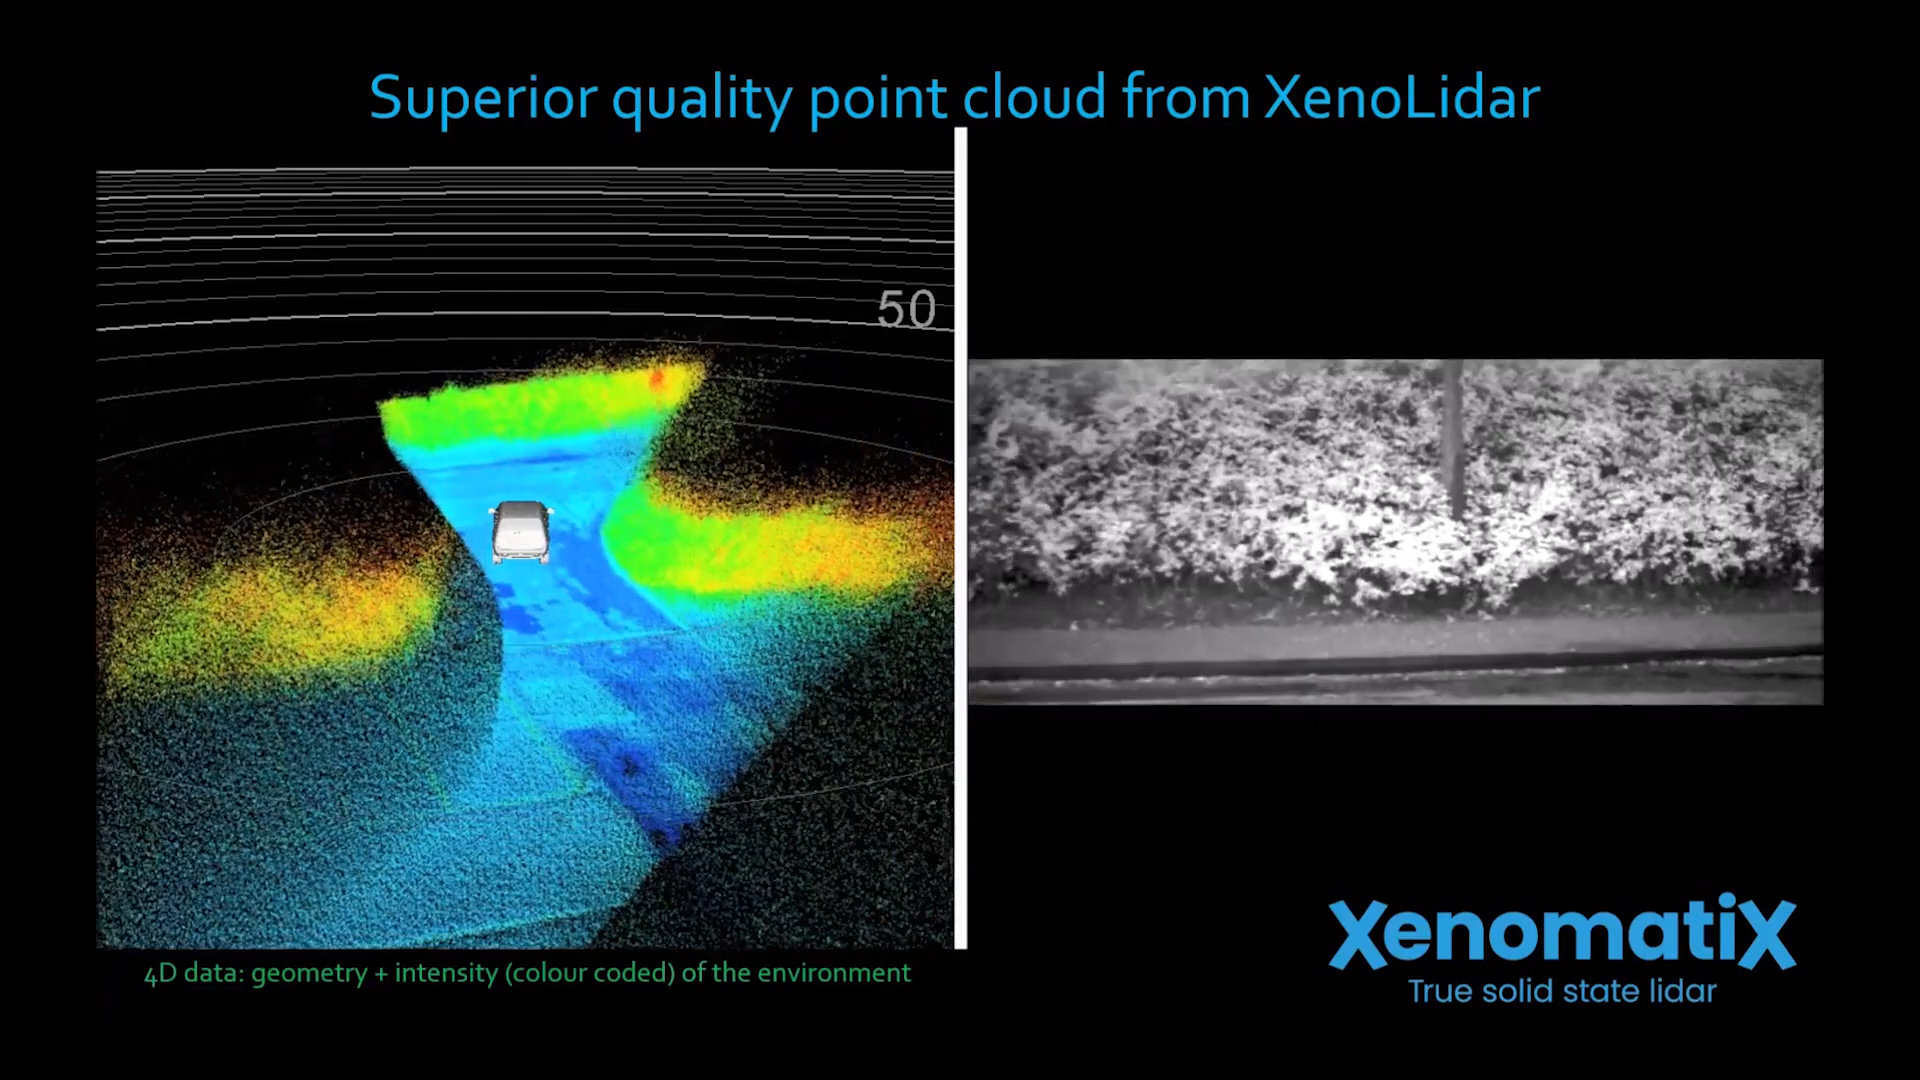 Superior quality point cloud from XenoLidar
50
4D data: geometry + intensity (colour coded) of the environment
XenomatiX
True solid state lidar